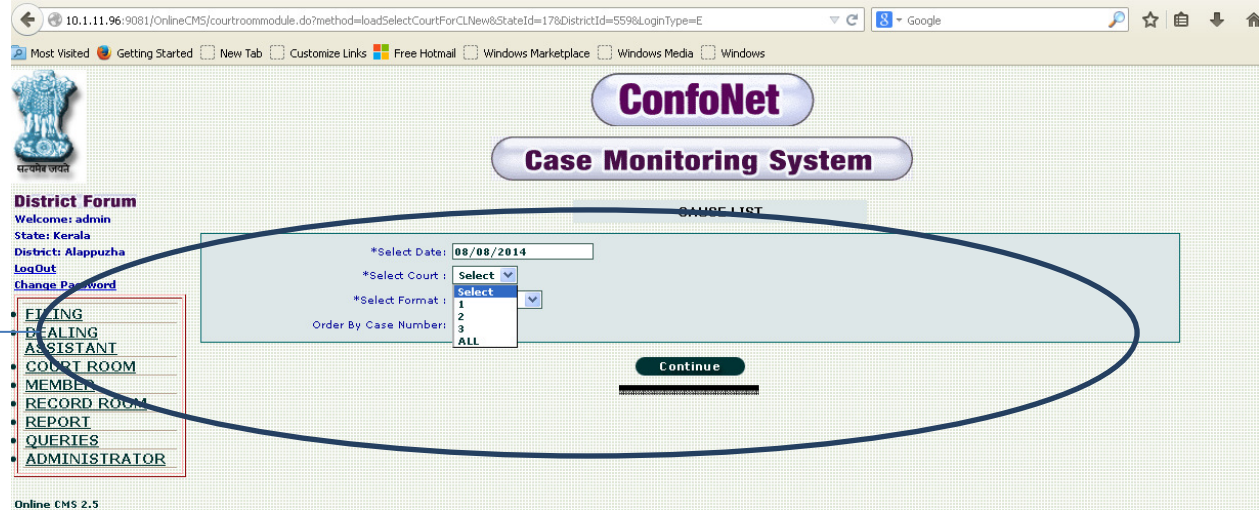 10.1.11.96:9081/OnlineCMS/courtroommodule.do?method=loadSelectCourtForCLNew&StateId=17&DistrictId=559&LoginType=E
Google
Most Visited Getting Started New Tab Customize Links Free Hotmail Windows Marketplace Windows Media Windows
ConfoNet
Case Monitoring System
सत्यमेव जयते
District Forum
Welcome: admin
State: Kerala
District: Alappuzha
LogOut
Change Password
FILING
DEALING
ASSISTANT
COURT ROOM
MEMBER
RECORD ROOM
REPORT
QUERIES
ADMINISTRATOR
Online CMS 2.5
CAUSE LIST
*Select Date: 08/08/2014
*Select Court : Select
Select
1
2
3
ALL
*Select Format :
Order By Case Number:
Continue